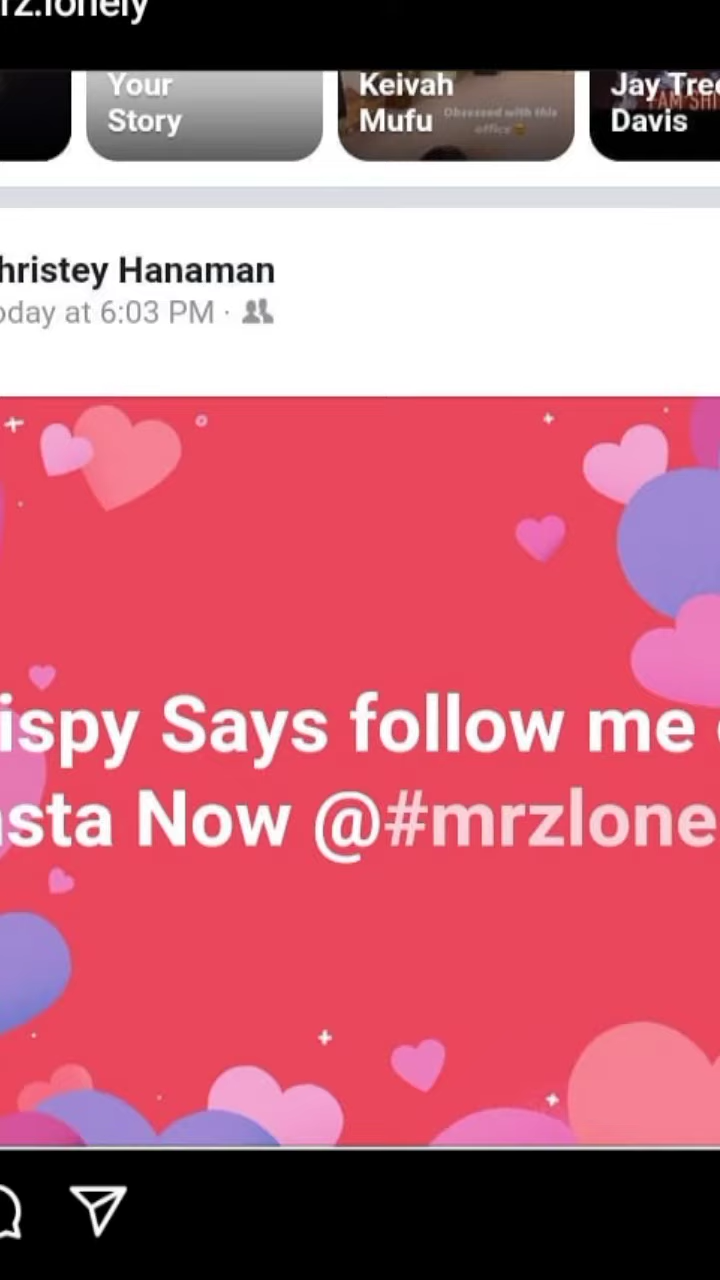 rz.lonely
Your
Story
Keivah
Mufu
Obsessed with this
office
Jay Tree
Davis
hristey Hanaman
oday at 6:03 PM ·
ispy Says follow me
sta Now @#mrzlone